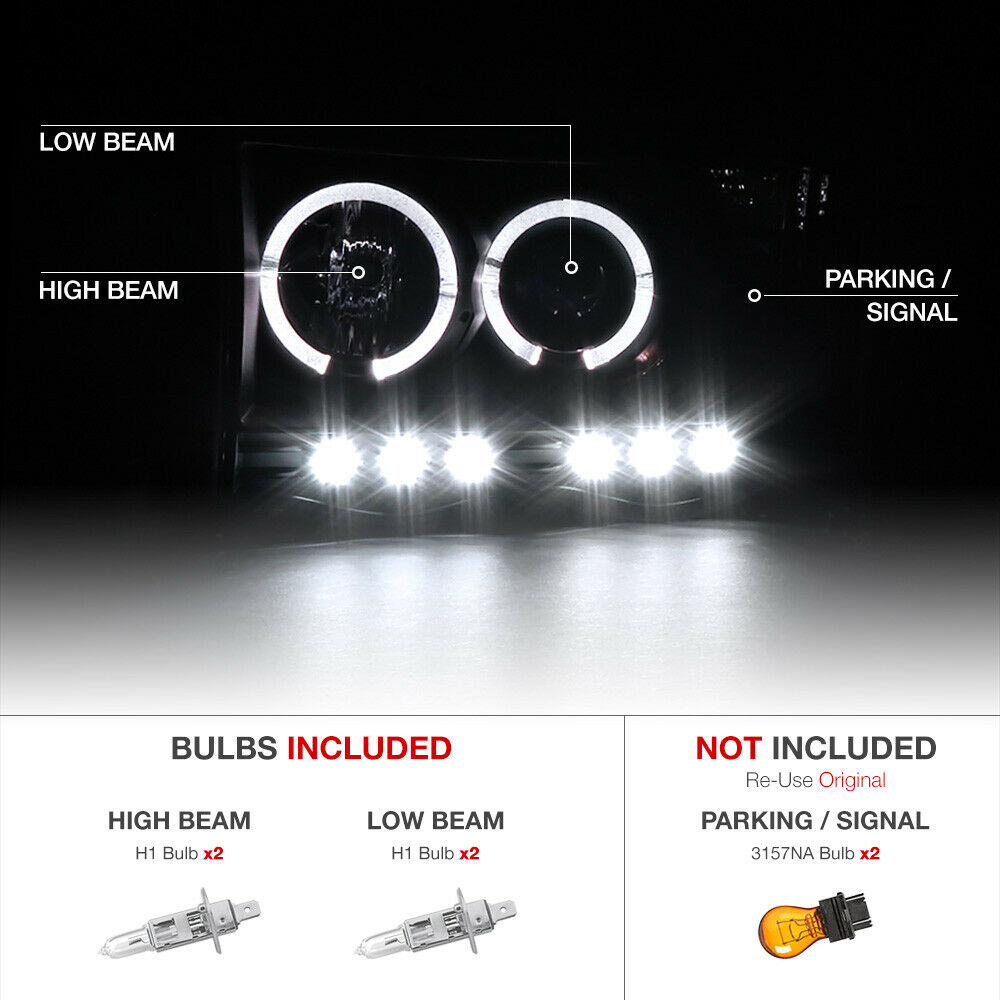 LOW BEAM
HIGH BEAM
PARKING /
SIGNAL
BULBS INCLUDED
HIGH BEAM
H1 Bulb x2
LOW BEAM
H1 Bulb x2
NOT INCLUDED
Re-Use Original
PARKING / SIGNAL
3157NA Bulb x2